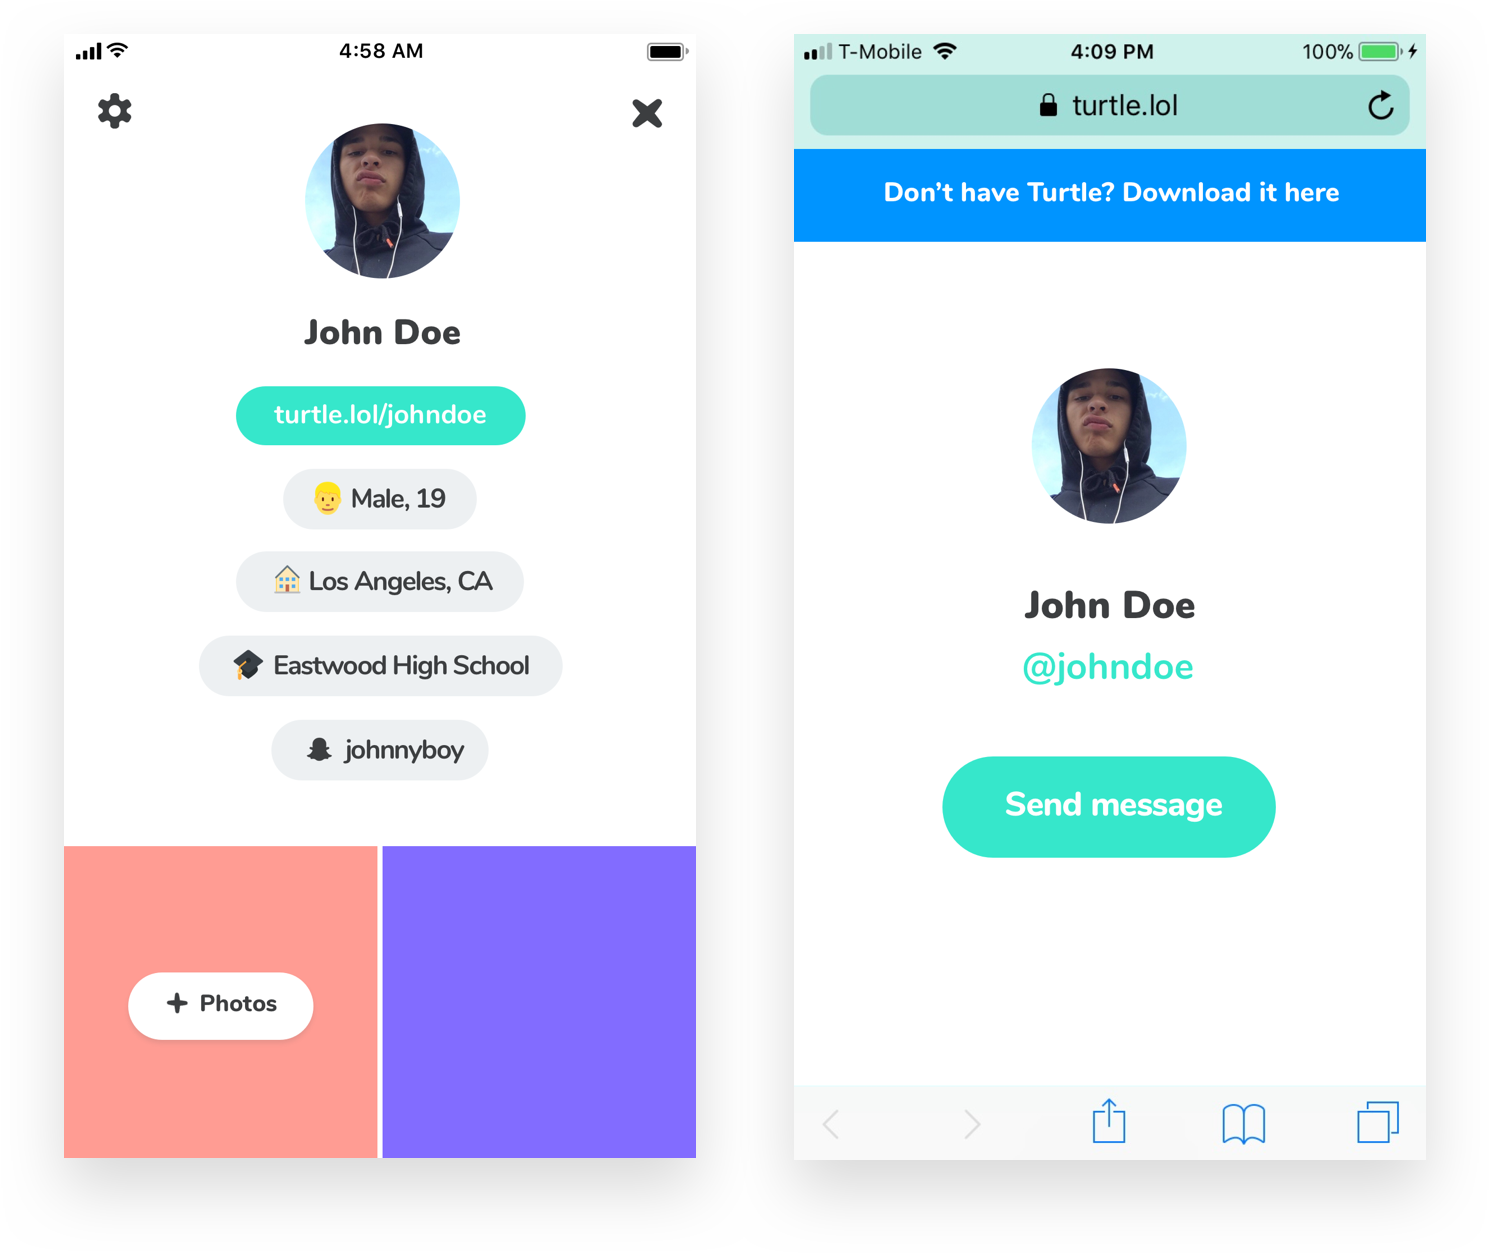 4:58 AM
John Doe
turtle.lol/johndoe
Male, 19
Los Angeles, CA
Eastwood High School
johnnyboy
Photos
T-Mobile
4:09 PM
100%
turtle.lol
Don't have Turtle? Download it here
John Doe
@johndoe
Send message